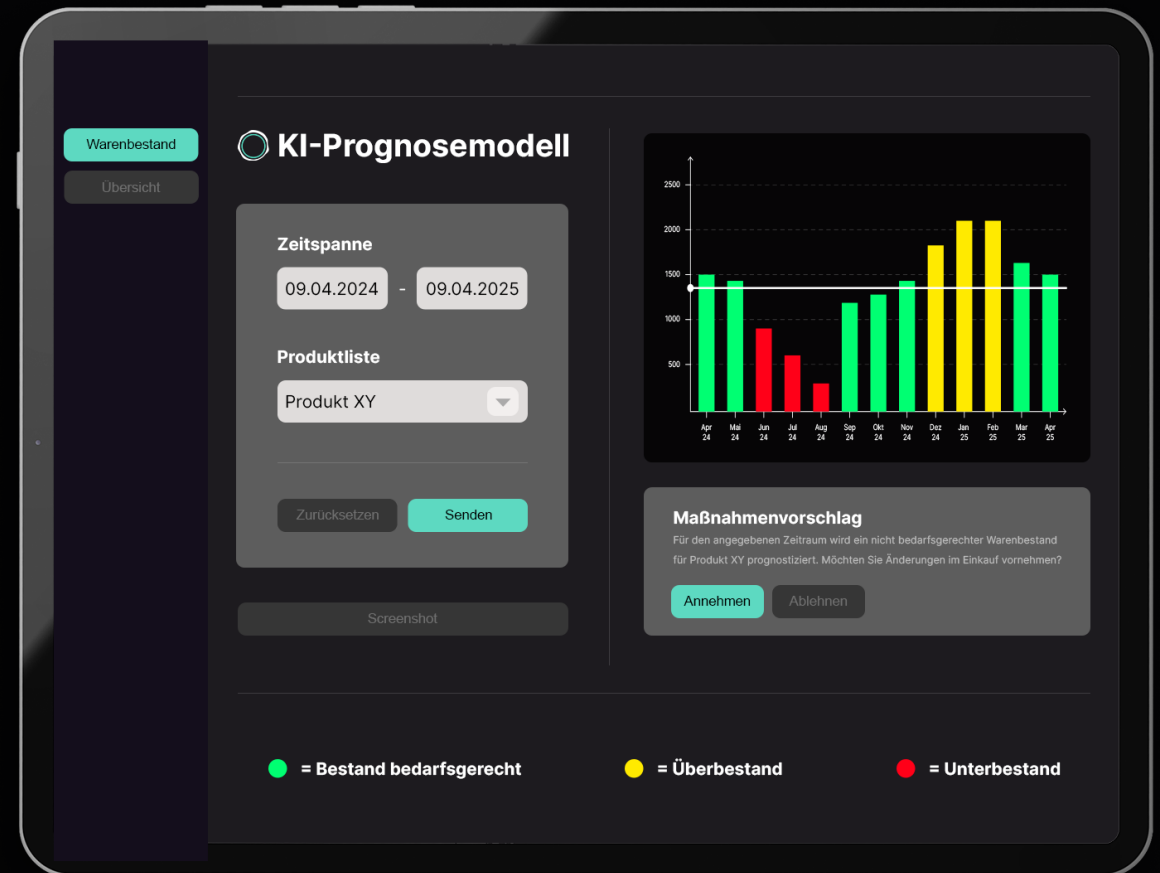 Warenbestand
Übersicht
KI-Prognosemodell
Zeitspanne
09.04.2024 - 09.04.2025
Produktliste
Produkt XY
Zurücksetzen
Senden
Screenshot
2500
2000
1500
1000
500
Apr Mai Jun Jul Aug Sep Okt Nov Dez Jan Feb Mar Apr
24 24 24 24 24 24 24 24 24 25 25 25 25
Maßnahmenvorschlag
Für den angegebenen Zeitraum wird ein nicht bedarfsgerechter Warenbestand
für Produkt XY prognostiziert. Möchten Sie Änderungen im Einkauf vornehmen?
Annehmen
Ablehnen
= Bestand bedarfsgerecht
= Überbestand
= Unterbestand